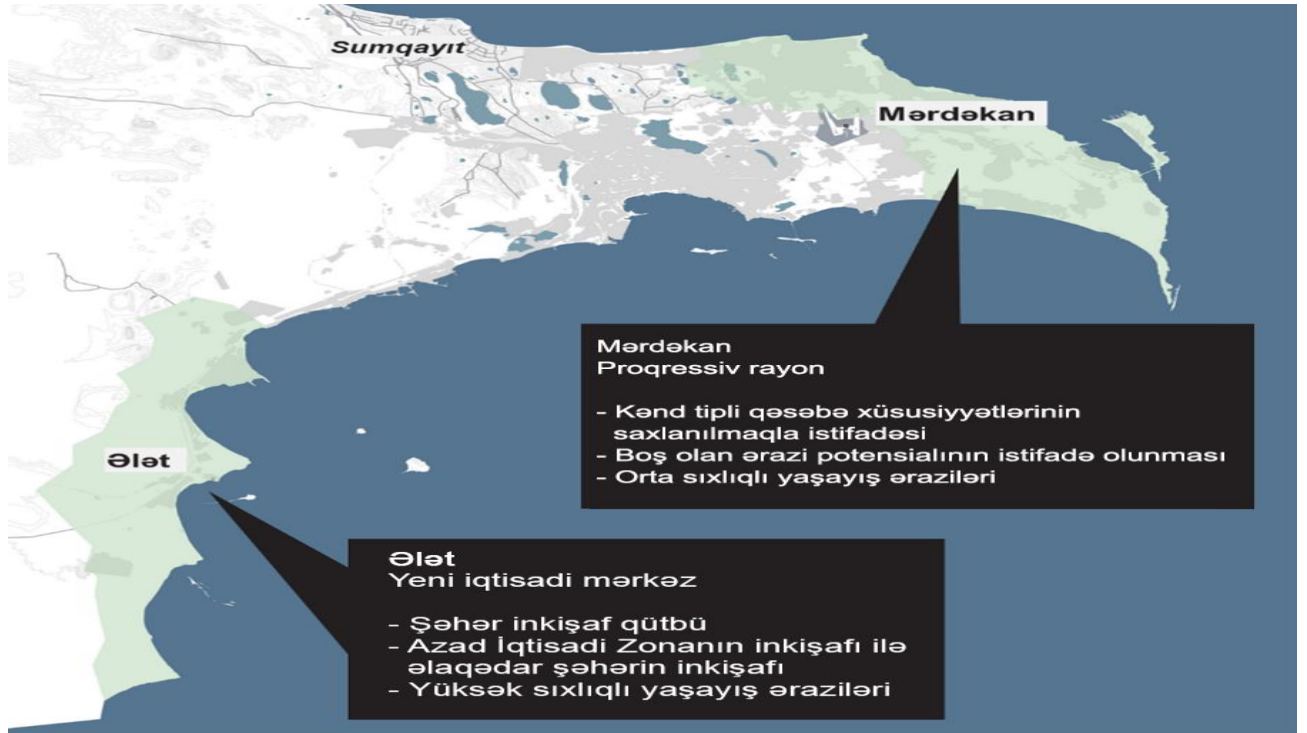 Sumqayıt
Mərdəkan
Mərdəkan
Proqressiv rayon
- Kənd tipli qəsəbə xüsusiyyətlərinin
saxlanılmaqla istifadəsi
- Boş olan ərazi potensialının istifadə olunması
- Orta sıxlıqlı yaşayış əraziləri
Ələt
Ələt
Yeni iqtisadi mərkəz
- Şəhər inkişaf qütbü
- Azad İqtisadi Zonanın inkişafı ilə
əlaqədar şəhərin inkişafı
- Yüksək sıxlıqlı yaşayış əraziləri